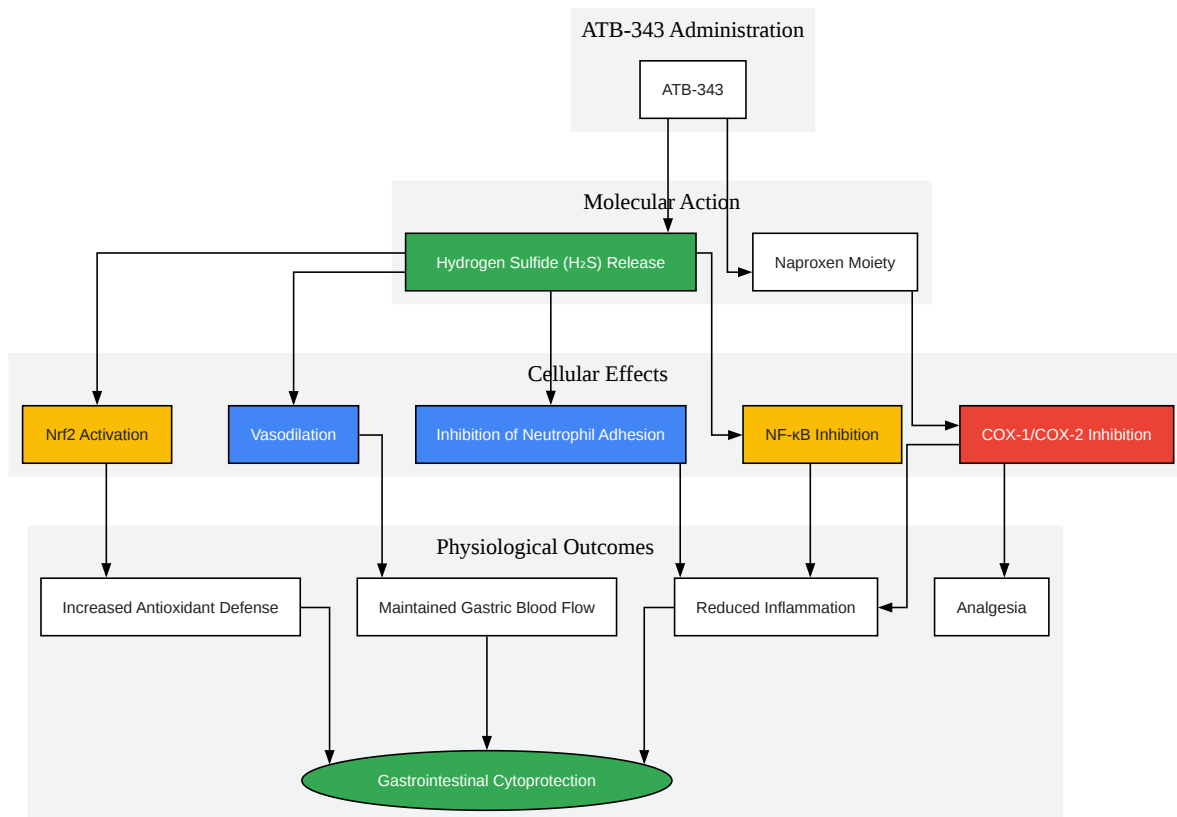 ATB-343 Administration
ATB-343
Molecular Action
Hydrogen Sulfide (H₂S) Release
Naproxen Moiety
Cellular Effects
Nrf2 Activation
Vasodilation
Inhibition of Neutrophil Adhesion
NF-κB Inhibition
COX-1/COX-2 Inhibition
Physiological Outcomes
Increased Antioxidant Defense
Maintained Gastric Blood Flow
Reduced Inflammation
Analgesia
Gastrointestinal Cytoprotection